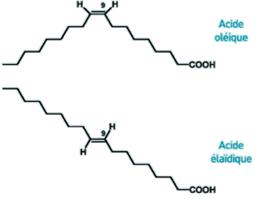 H 9 H
Acide
oléique
COOH
H
9
H
Acide
élaïdique
COOH